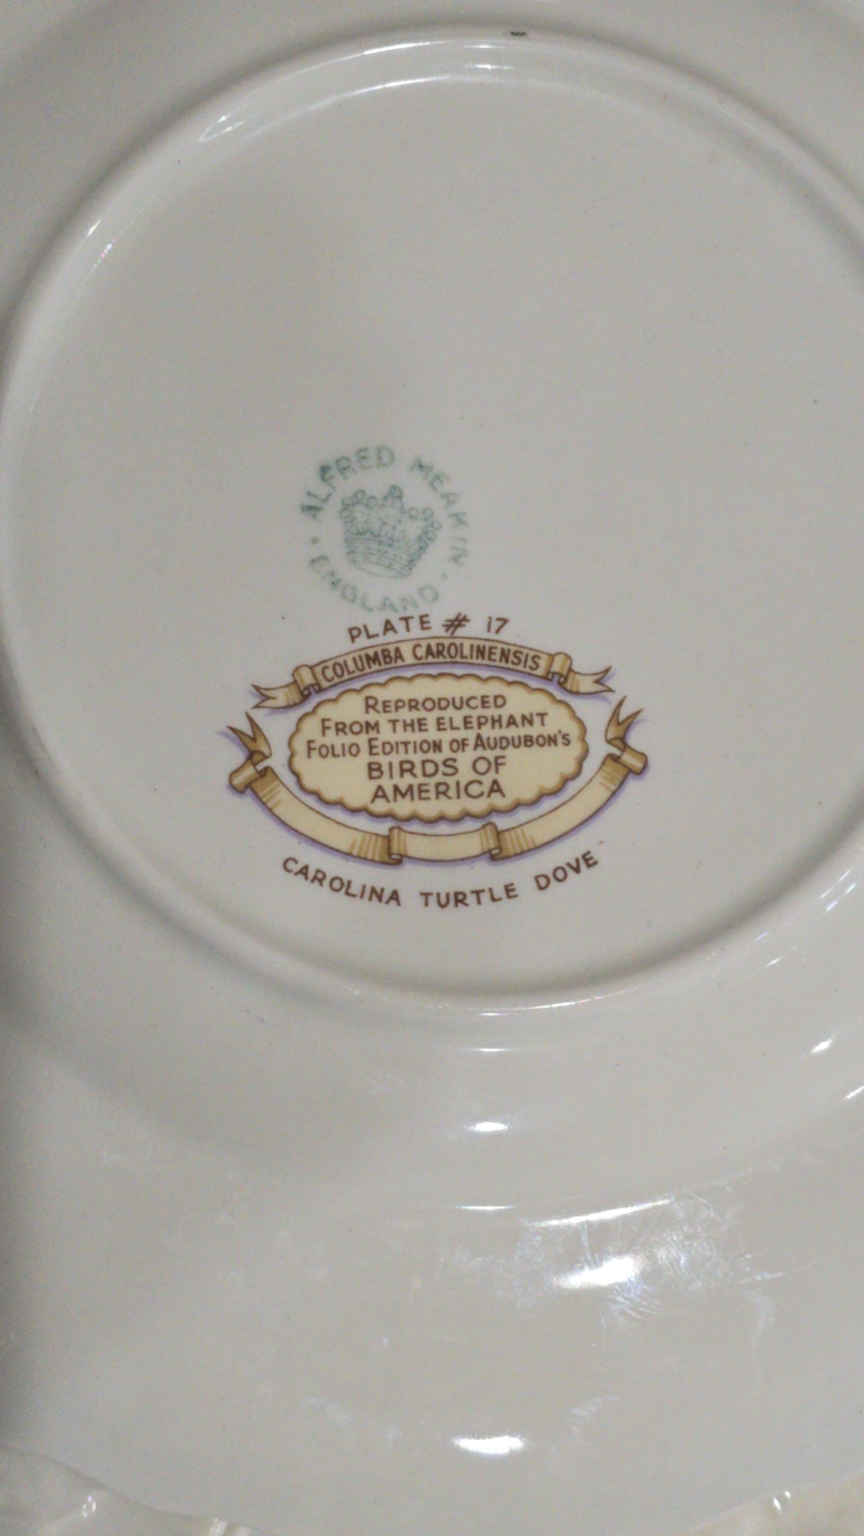 ALFRED MEAKIN
ENGLAND
PLATE # 17
COLUMBA CAROLINENSIS
REPRODUCED
FROM THE ELEPHANT
FOLIO EDITION OF AUDUBON'S
BIRDS OF
AMERICA
CAROLINA TURTLE DOVE